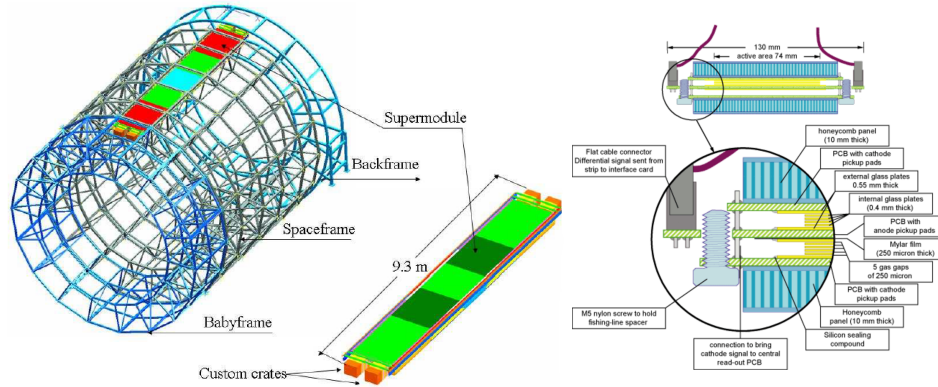 Supermodule
Backframe
Spaceframe
9.3 m
Babyframe
Custom crates
130 mm
active area 74 mm
Flat cable connector
Differential signal sent from
strip to interface card
honeycomb panel
(10 mm thick)
PCB with cathode
pickup pads
external glass plates
0.55 mm thick
internal glass plates
(0.4 mm thick)
PCB with
anode pickup pads
Mylar film
(250 micron thick)
5 gas gaps
of 250 micron
PCB with cathode
pickup pads
M5 nylon screw to hold
fishing-line spacer
Honeycomb
panel (10 mm thick)
connection to bring
cathode signal to central
read-out PCB
Silicon sealing
compound